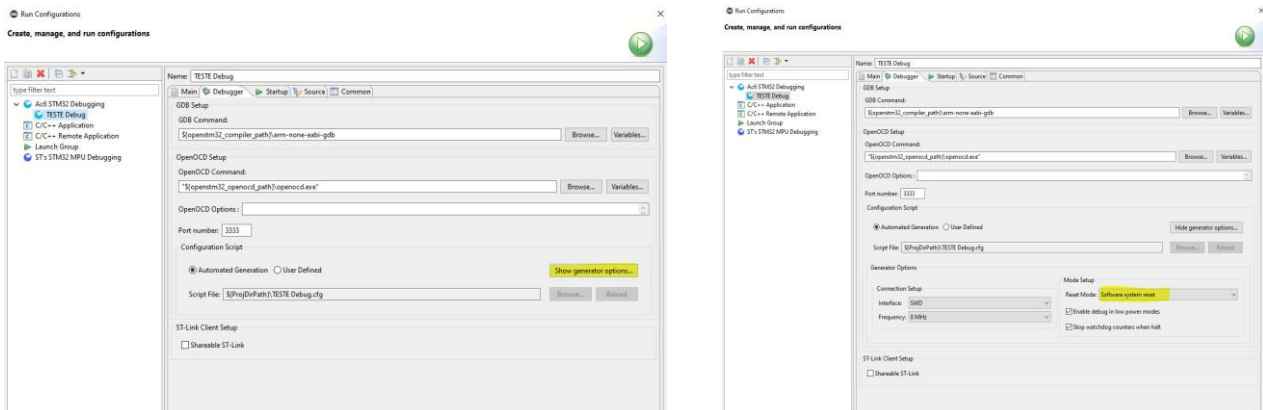 Run Configurations
Create, manage, and run configurations
type filter text
Ac6 STM32 Debugging
TESTE Debug
C/C++ Application
C/C++ Remote Application
Launch Group
ST's STM32 MPU Debugging
Name: TESTE Debug
Main Debugger Startup Source Common
GDB Setup
GDB Command:
${openstm32_compiler_path}\arm-none-eabi-gdb
Browse... Variables...
OpenOCD Setup
OpenOCD Command:
"${openstm32_openocd_path}\openocd.exe"
Browse... Variables...
OpenOCD Options :
Port number: 3333
Configuration Script
Automated Generation User Defined
Show generator options...
Script File: ${ProjDirPath}\TESTE Debug.cfg
Browse... Reload
ST-Link Client Setup
Shareable ST-Link
Run Configurations
Create, manage, and run configurations
type filter text
Ac6 STM32 Debugging
TESTE Debug
C/C++ Application
C/C++ Remote Application
Launch Group
ST's STM32 MPU Debugging
Name: TESTE Debug
Main Debugger Startup Source Common
GDB Setup
GDB Command:
${openstm32_compiler_path}\arm-none-eabi-gdb
Browse... Variables...
OpenOCD Setup
OpenOCD Command:
"${openstm32_openocd_path}\openocd.exe"
Browse... Variables...
OpenOCD Options :
Port number: 3333
Configuration Script
Automated Generation User Defined
Hide generator options...
Script File: ${ProjDirPath}\TESTE Debug.cfg
Browse... Reload
Generator Options
Connection Setup
Interface: SWD
Frequency: 8 MHz
Mode Setup
Reset Mode: Software system reset
Enable debug in low power modes
Stop watchdog counters when halt
ST-Link Client Setup
Shareable ST-Link